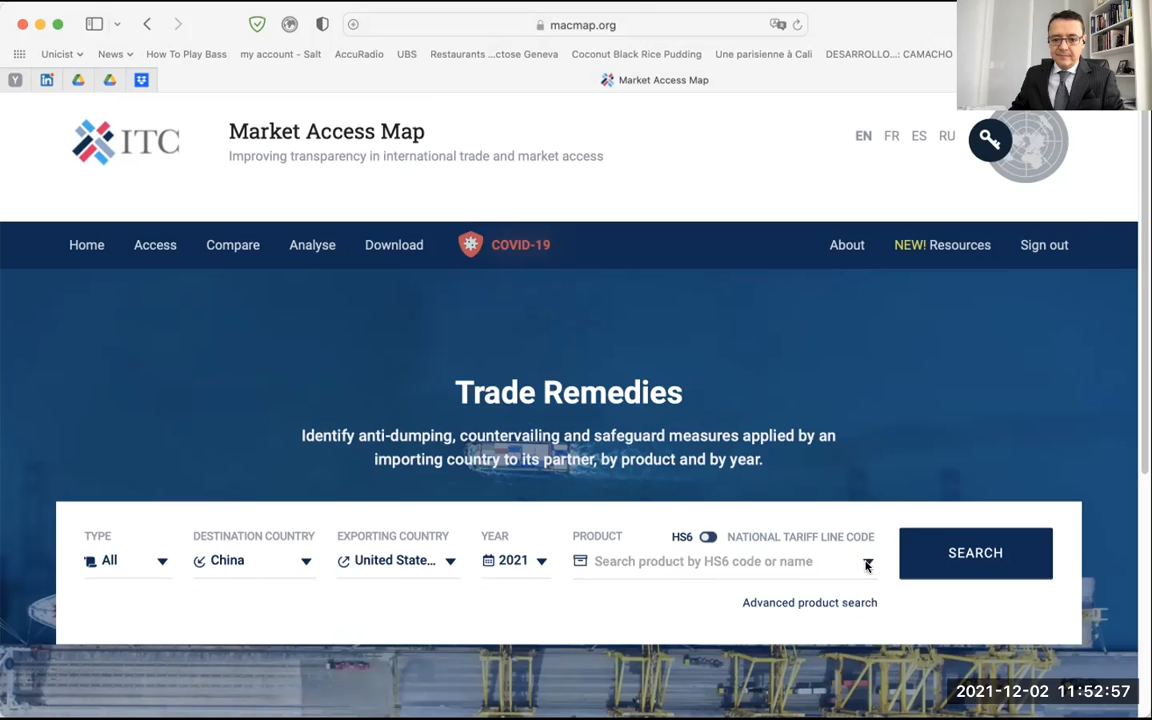 macmap.org
Unicist News How To Play Bass my account - Salt AccuRadio UBS Restaurants ...ctose Geneva Coconut Black Rice Pudding Une parisienne à Cali DESARROLLO...: CAMACHO
Y in Market Access Map
ITC
Market Access Map
Improving transparency in international trade and market access
EN FR ES RU
Home Access Compare Analyse Download COVID-19 About NEW! Resources Sign out
Trade Remedies
Identify anti-dumping, countervailing and safeguard measures applied by an
importing country to its partner, by product and by year.
TYPE DESTINATION COUNTRY EXPORTING COUNTRY YEAR PRODUCT HS6 NATIONAL TARIFF LINE CODE
All China United State... 2021 Search product by HS6 code or name SEARCH
Advanced product search
2021-12-02 11:52:57